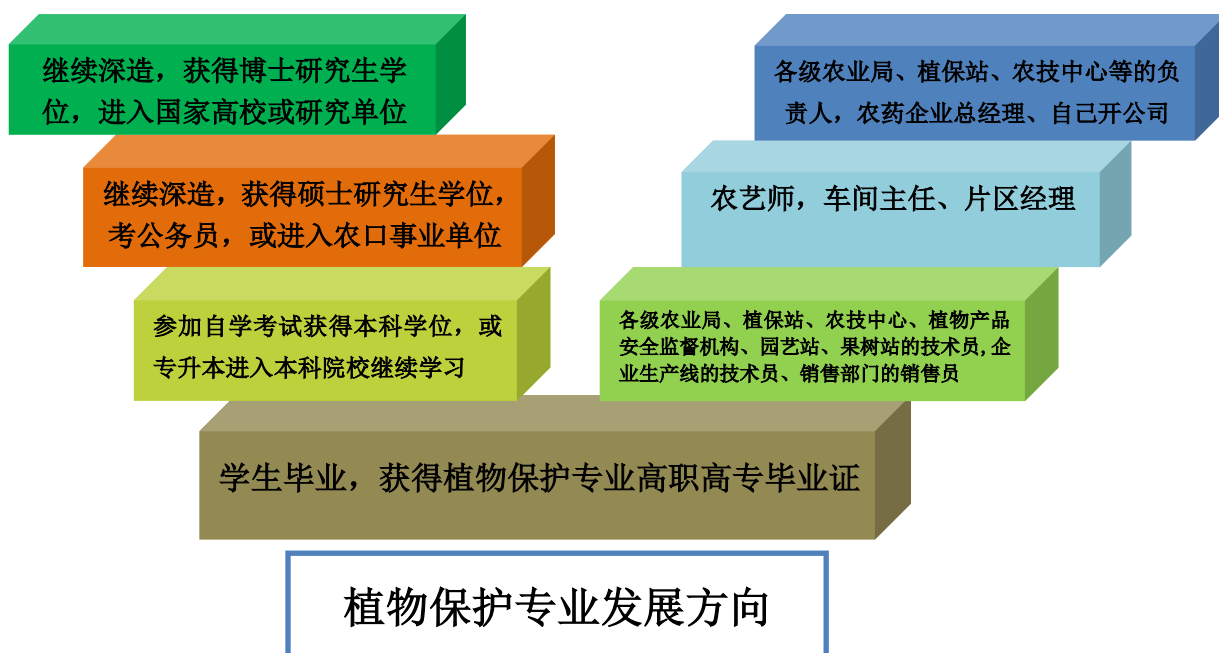 继续深造，获得博士研究生学
位，进入国家高校或研究单位
各级农业局、植保站、农技中心等的负
责人，农药企业总经理、自己开公司
继续深造，获得硕士研究生学位，
考公务员，或进入农口事业单位
农艺师，车间主任、片区经理
参加自学考试获得本科学位，或
专升本进入本科院校继续学习
各级农业局、植保站、农技中心、植物产品
安全监督机构、园艺站、果树站的技术员,企
业生产线的技术员、销售部门的销售员
学生毕业，获得植物保护专业高职高专毕业证
植物保护专业发展方向